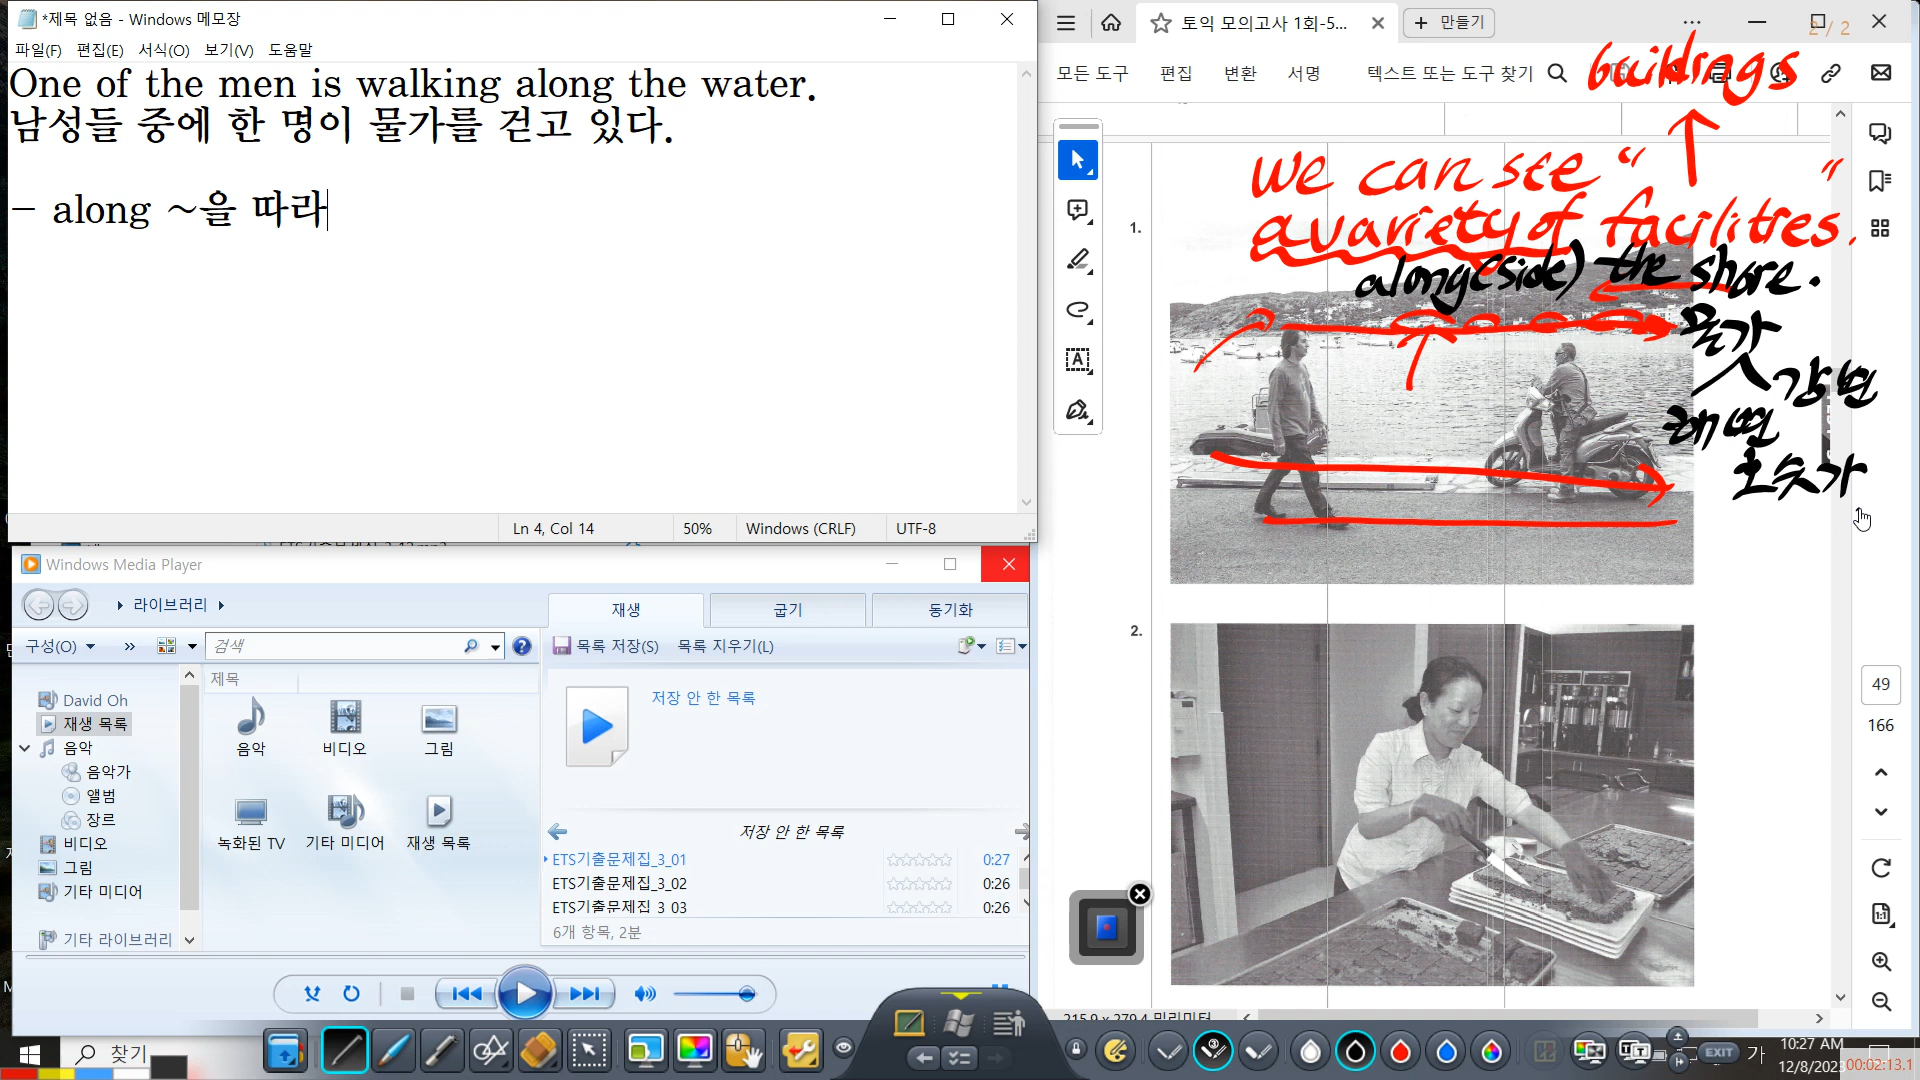 *제목 없음 - Windows 메모장
파일(F) 편집(E) 서식(O) 보기(V) 도움말
One of the men is walking along the water.
남성들 중에 한 명이 물가를 걷고 있다.
- along ~을 따라
Ln 4, Col 14 50% Windows (CRLF) UTF-8
Windows Media Player
라이브러리
재생 굽기 동기화
구성(O) » 검색 목록 저장(S) 목록 지우기(L)
제목
David Oh
재생 목록
음악
음악가
앨범
장르
비디오
그림
기타 미디어
기타 라이브러리
음악 비디오 그림
녹화된 TV 기타 미디어 재생 목록
저장 안 한 목록
저장 안 한 목록
ETS기출문제집_3_01 0:27
ETS기출문제집_3_02 0:26
ETS기출문제집_3_03 0:26
6개 항목, 2분
토익 모의고사 1회-5... + 만들기
2 / 2
모든 도구 편집 변환 서명 텍스트 또는 도구 찾기
buildings
we can see " "
a variety of facilities.
along(side) the shore.
물가
강변
해변
호숫가
1.
2.
49
166
215.9 x 279.4 밀리미터
찾기
EXIT 가 10:27 AM
12/8/2023
00:02:13.1